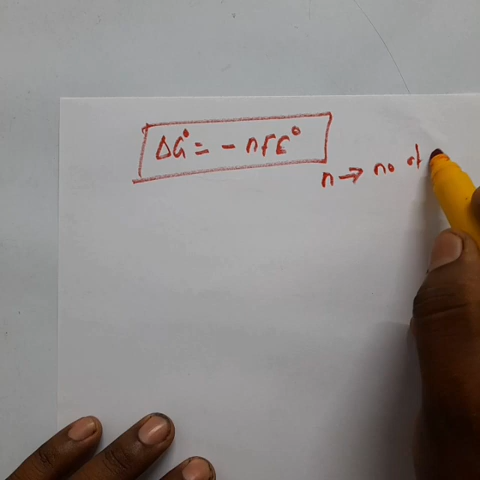 ΔG° = - nFE°
n → no of